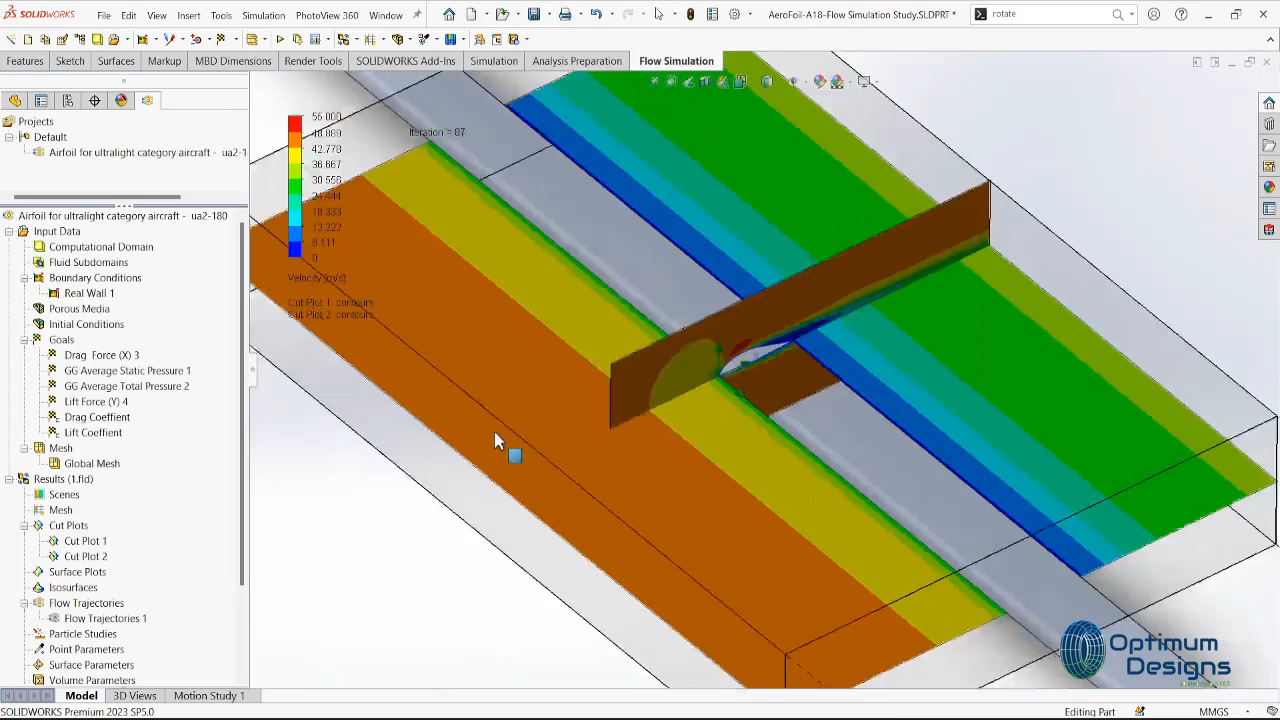 SOLIDWORKS
File Edit View Insert Tools Simulation PhotoView 360 Window
AeroFoil-A18-Flow Simulation Study.SLDPRT *
rotate
Features Sketch Surfaces Markup MBD Dimensions Render Tools SOLIDWORKS Add-Ins Simulation Analysis Preparation Flow Simulation
Projects
Default
Airfoil for ultralight category aircraft - ua2-1
Airfoil for ultralight category aircraft - ua2-180
Input Data
Computational Domain
Fluid Subdomains
Boundary Conditions
Real Wall 1
Porous Media
Initial Conditions
Goals
Drag Force (X) 3
GG Average Static Pressure 1
GG Average Total Pressure 2
Lift Force (Y) 4
Drag Coeffient
Lift Coeffient
Mesh
Global Mesh
Results (1.fld)
Scenes
Mesh
Cut Plots
Cut Plot 1
Cut Plot 2
Surface Plots
Isosurfaces
Flow Trajectories
Flow Trajectories 1
Particle Studies
Point Parameters
Surface Parameters
Volume Parameters
55.000
48.889
42.778
36.667
30.556
24.444
18.333
12.222
6.111
0
Velocity [m/s]
Cut Plot 1: contours
Cut Plot 2: contours
Iteration = 87
Optimum
Designs
Model 3D Views Motion Study 1
SOLIDWORKS Premium 2023 SP5.0
Editing Part
MMGS